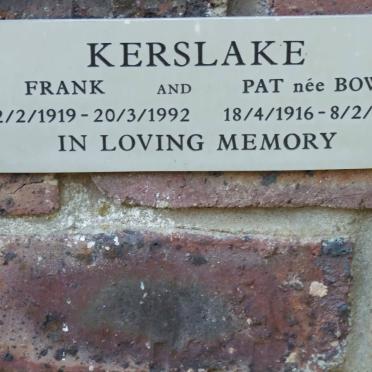 KERSLAKE
FRANK AND PAT née BOW
2/2/1919 - 20/3/1992 18/4/1916 - 8/2/
IN LOVING MEMORY